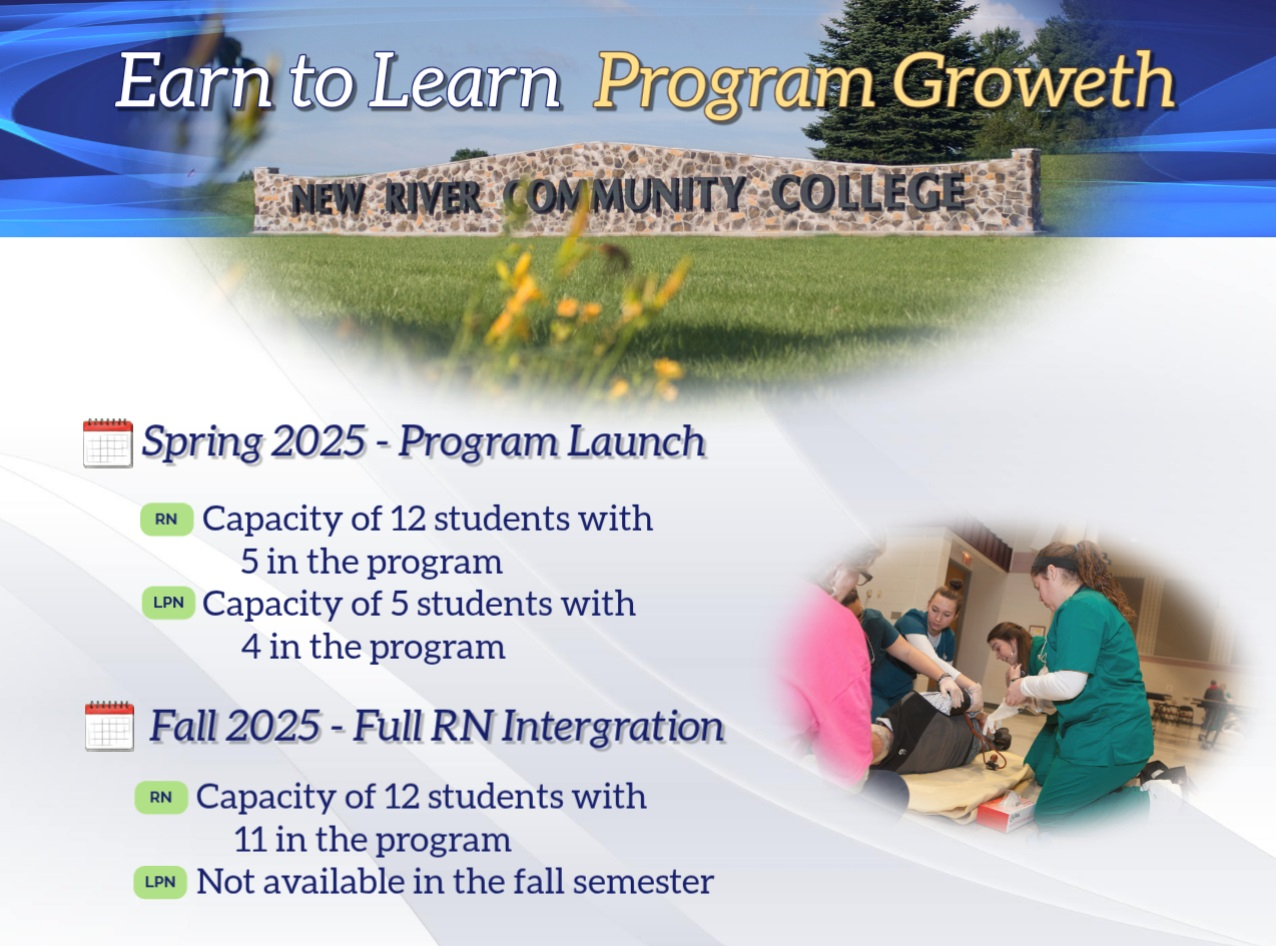 Earn to Learn Program Groweth
NEW RIVER COMMUNITY COLLEGE
Spring 2025 - Program Launch
RN Capacity of 12 students with
5 in the program
LPN Capacity of 5 students with
4 in the program
Fall 2025 - Full RN Intergration
RN Capacity of 12 students with
11 in the program
LPN Not available in the fall semester